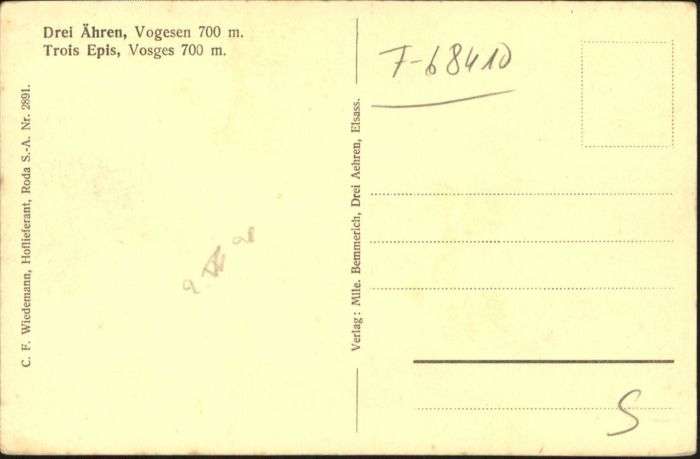 Drei Ähren, Vogesen 700 m.
Trois Epis, Vosges 700 m.
C. F. Wiedemann, Hoflieferant, Roda S.-A. Nr. 2891.
Verlag: Mlle. Bemmerich, Drei Aehren, Elsass.
F-68410
S